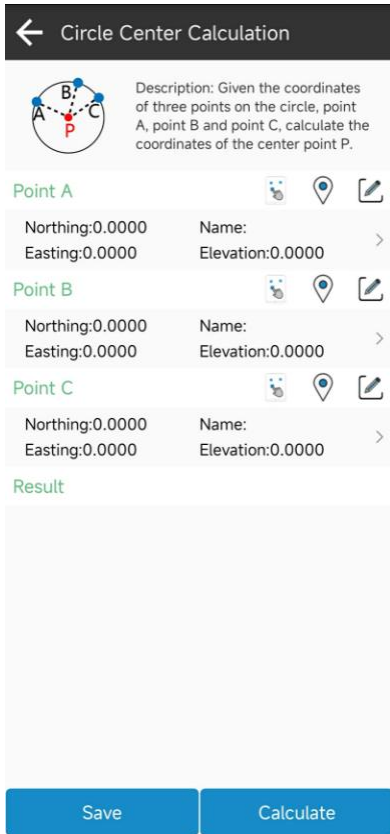 Circle Center Calculation
B
A
C
P
Description: Given the coordinates
of three points on the circle, point
A, point B and point C, calculate the
coordinates of the center point P.
Point A
Northing:0.0000 Name:
Easting:0.0000 Elevation:0.0000
Point B
Northing:0.0000 Name:
Easting:0.0000 Elevation:0.0000
Point C
Northing:0.0000 Name:
Easting:0.0000 Elevation:0.0000
Result
Save Calculate